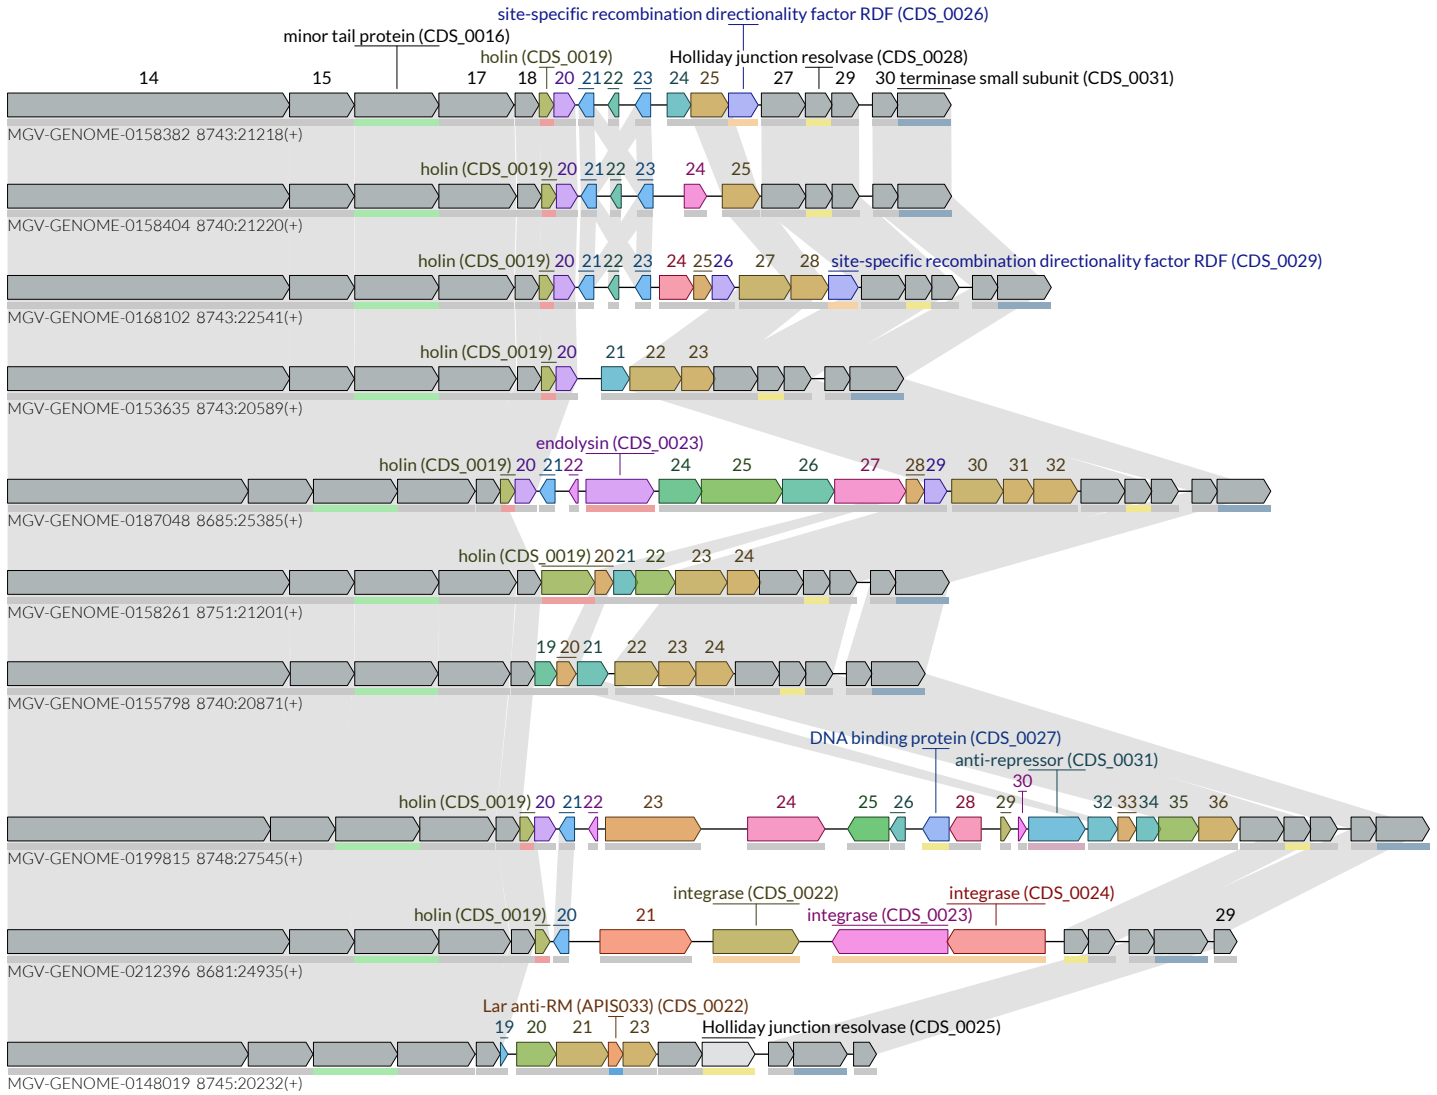 site-specific recombination directionality factor RDF (CDS_0026)
minor tail protein (CDS_0016)
holin (CDS_0019) Holliday junction resolvase (CDS_0028)
14 15 17 18 20 21 22 23 24 25 27 29 30 terminase small subunit (CDS_0031)
MGV-GENOME-0158382 8743:21218(+)
holin (CDS_0019) 20 21 22 23 24 25
MGV-GENOME-0158404 8740:21220(+)
holin (CDS_0019) 20 21 22 23 24 25 26 27 28 site-specific recombination directionality factor RDF (CDS_0029)
MGV-GENOME-0168102 8743:22541(+)
holin (CDS_0019) 20 21 22 23
MGV-GENOME-0153635 8743:20589(+)
endolysin (CDS_0023)
holin (CDS_0019) 20 21 22 24 25 26 27 28 29 30 31 32
MGV-GENOME-0187048 8685:25385(+)
holin (CDS_0019) 20 21 22 23 24
MGV-GENOME-0158261 8751:21201(+)
19 20 21 22 23 24
MGV-GENOME-0155798 8740:20871(+)
DNA binding protein (CDS_0027)
anti-repressor (CDS_0031)
30
holin (CDS_0019) 20 21 22 23 24 25 26 28 29 32 33 34 35 36
MGV-GENOME-0199815 8748:27545(+)
integrase (CDS_0022) integrase (CDS_0024)
holin (CDS_0019) 20 21 integrase (CDS_0023) 29
MGV-GENOME-0212396 8681:24935(+)
Lar anti-RM (APIS033) (CDS_0022)
19 20 21 23 Holliday junction resolvase (CDS_0025)
MGV-GENOME-0148019 8745:20232(+)